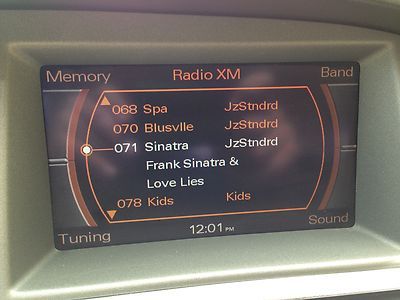 Memory Radio XM Band
068 Spa JzStndrd
070 Blusvlle JzStndrd
071 Sinatra JzStndrd
Frank Sinatra &
Love Lies
078 Kids Kids
Tuning 12:01 PM Sound